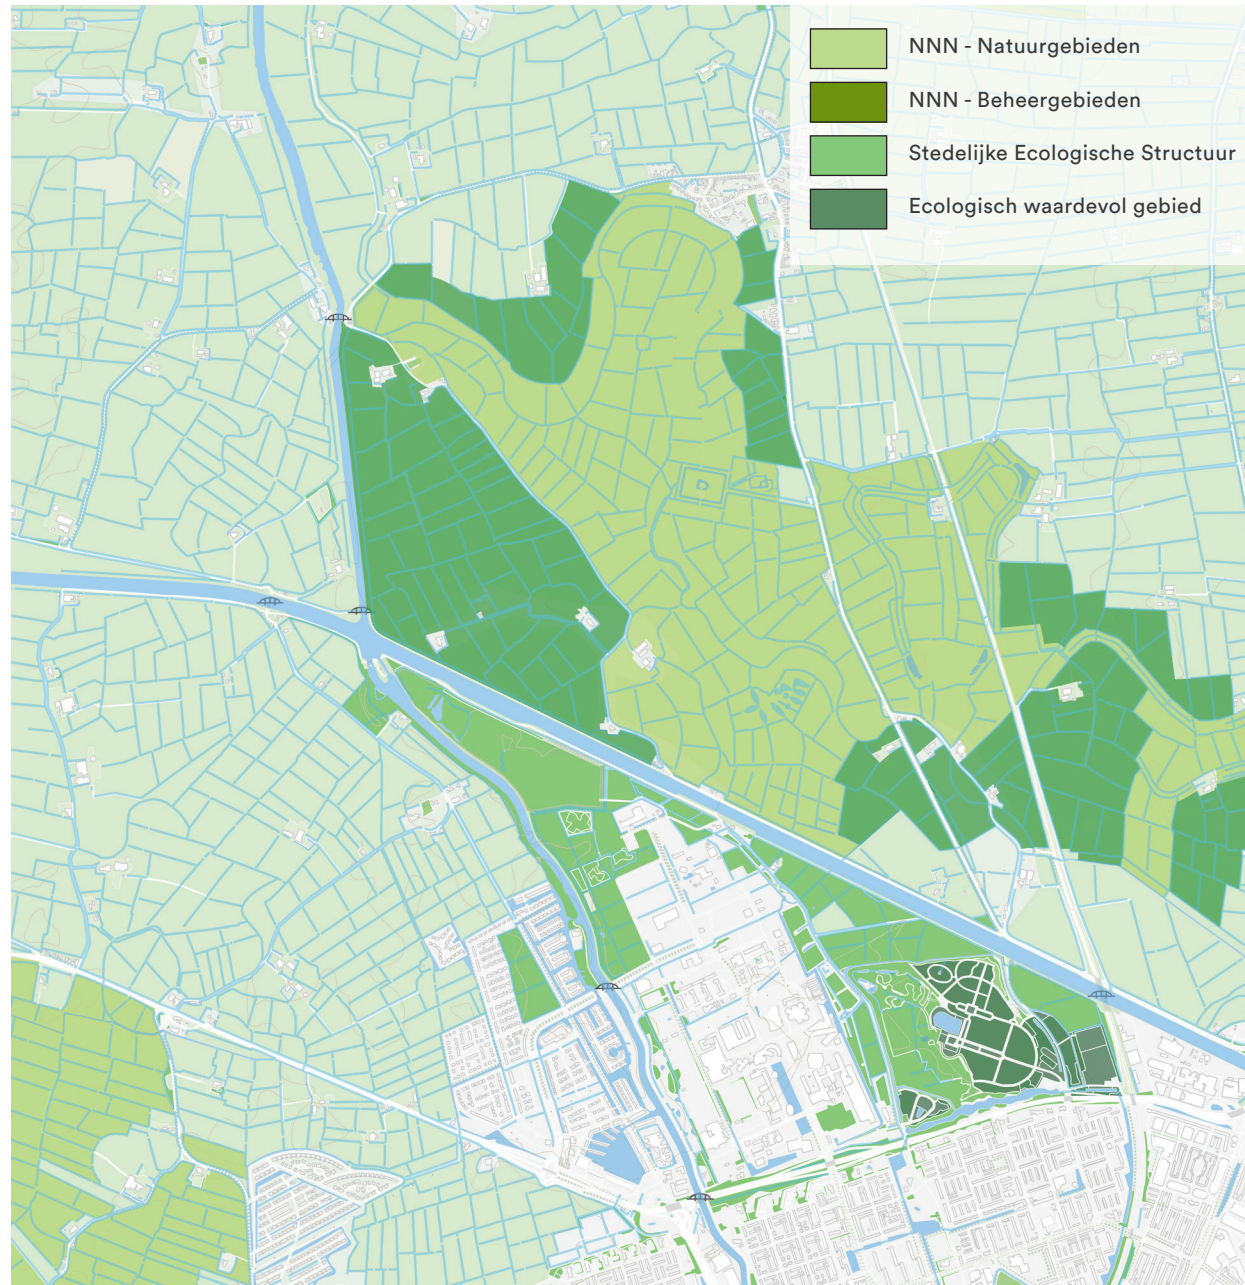 NNN - Natuurgebieden
NNN - Beheergebieden
Stedelijke Ecologische Structuur
Ecologisch waardevol gebied